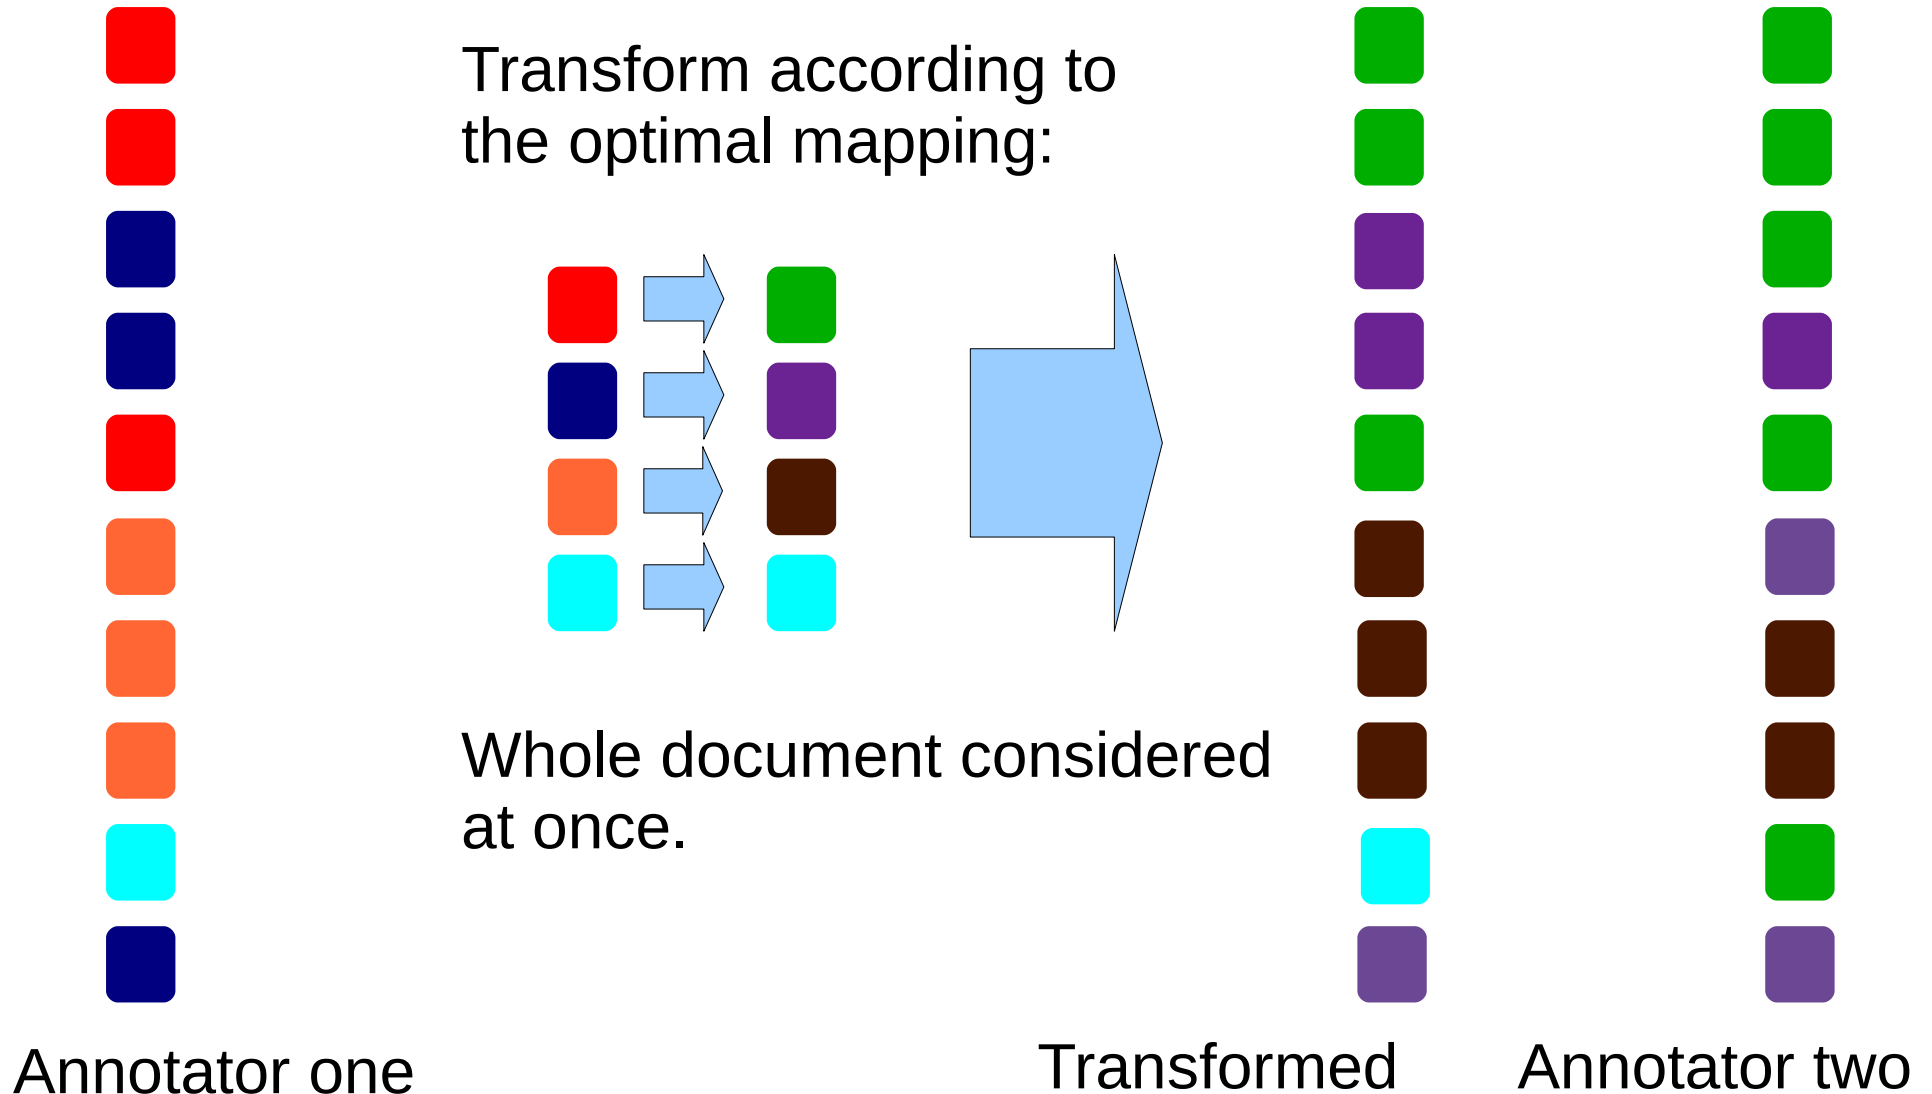 Transform according to
the optimal mapping:
Whole document considered
at once.
Annotator one
Transformed
Annotator two